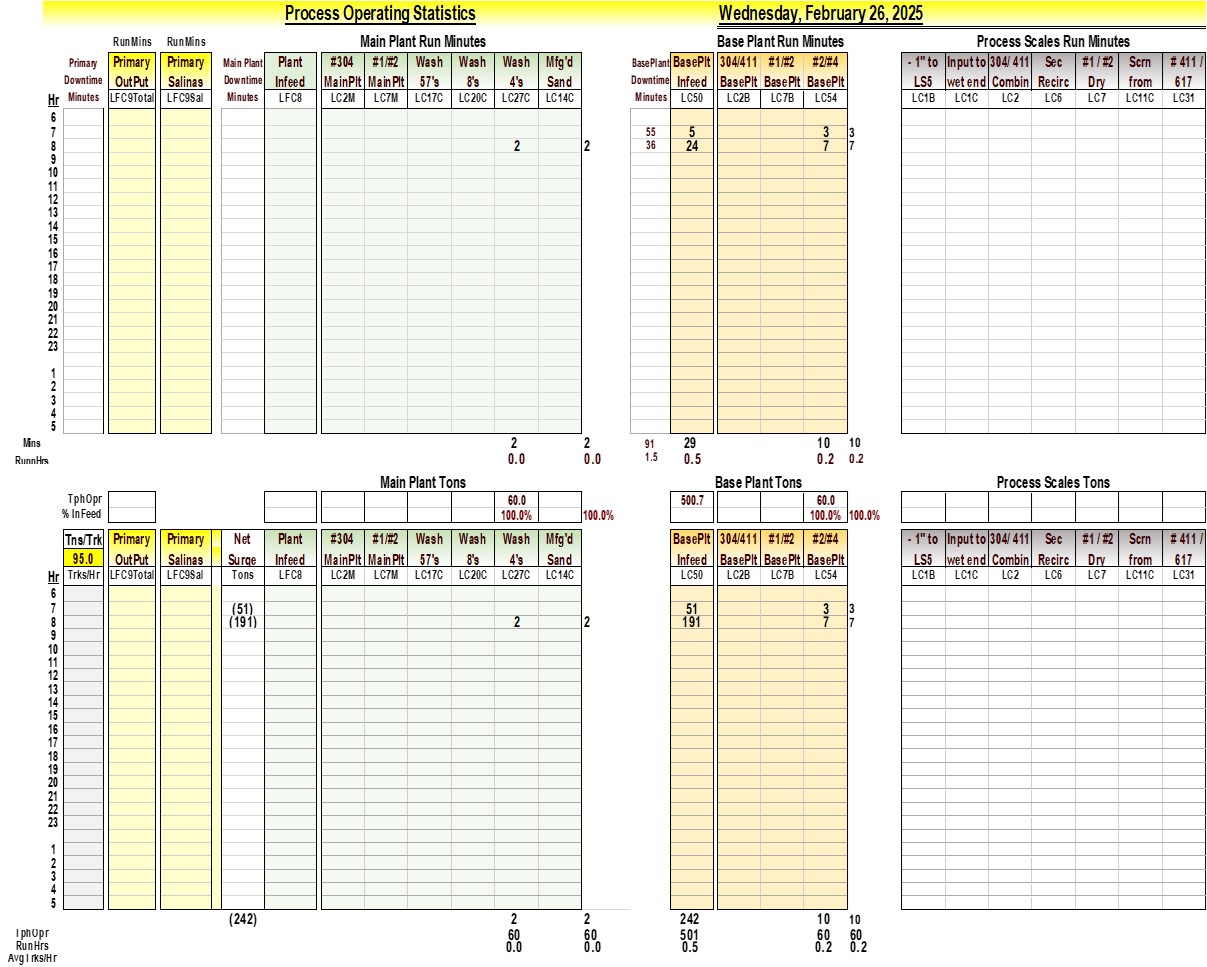 Process Operating Statistics Wednesday, February 26, 2025
RunMins RunMins Main Plant Run Minutes Base Plant Run Minutes Process Scales Run Minutes
Primary Primary Primary Main Plant Plant #304 #1/#2 Wash Wash Wash Mfg'd BasePlant BasePlt 304/411 #1/#2 #2/#4 - 1" to Input to 304/ 411 Sec #1 / #2 Scrn # 411 /
Downtime OutPut Salinas Downtime Infeed MainPlt MainPlt 57's 8's 4's Sand Downtime Infeed BasePlt BasePlt BasePlt LS5 wet end Combin Recirc Dry from 617
Hr Minutes LFC9Total LFC9Sal Minutes LFC8 LC2M LC7M LC17C LC20C LC27C LC14C Minutes LC50 LC2B LC7B LC54 LC1B LC1C LC2 LC6 LC7 LC11C LC31
6
7 55 5 3 3
8 2 2 36 24 7 7
9
10
11
12
13
14
15
16
17
18
19
20
21
22
23
1
2
3
4
5
Mins 2 2 91 29 10 10
RunnHrs 0.0 0.0 1.5 0.5 0.2 0.2
Main Plant Tons Base Plant Tons Process Scales Tons
TphOpr 60.0 500.7 60.0
% InFeed 100.0% 100.0% 100.0% 100.0%
Tns/Trk Primary Primary Net Plant #304 #1/#2 Wash Wash Wash Mfg'd BasePlt 304/411 #1/#2 #2/#4 - 1" to Input to 304/ 411 Sec #1 / #2 Scrn # 411 /
95.0 OutPut Salinas Surge Infeed MainPlt MainPlt 57's 8's 4's Sand Infeed BasePlt BasePlt BasePlt LS5 wet end Combin Recirc Dry from 617
Hr Trks/Hr LFC9Total LFC9Sal Tons LFC8 LC2M LC7M LC17C LC20C LC27C LC14C LC50 LC2B LC7B LC54 LC1B LC1C LC2 LC6 LC7 LC11C LC31
6
7 (51) 51 3 3
8 (191) 2 2 191 7 7
9
10
11
12
13
14
15
16
17
18
19
20
21
22
23
1
2
3
4
5
(242) 2 2 242 10 10
TphOpr 60 60 501 60 60
RunHrs 0.0 0.0 0.5 0.2 0.2
AvgTrks/Hr